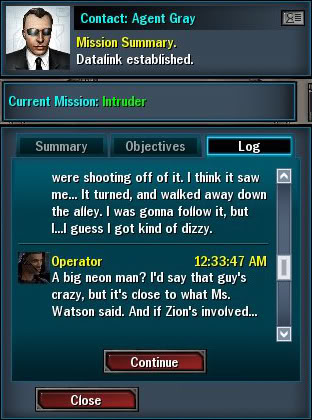 Contact: Agent Gray
Mission Summary.
Datalink established.
Current Mission: Intruder
Summary
Objectives
Log
were shooting off of it. I think it saw
me... It turned, and walked away down
the alley. I was gonna follow it, but
I...I guess I got kind of dizzy.
Operator 12:33:47 AM
A big neon man? I'd say that guy's
crazy, but it's close to what Ms.
Watson said. And if Zion's involved...
Continue
Close